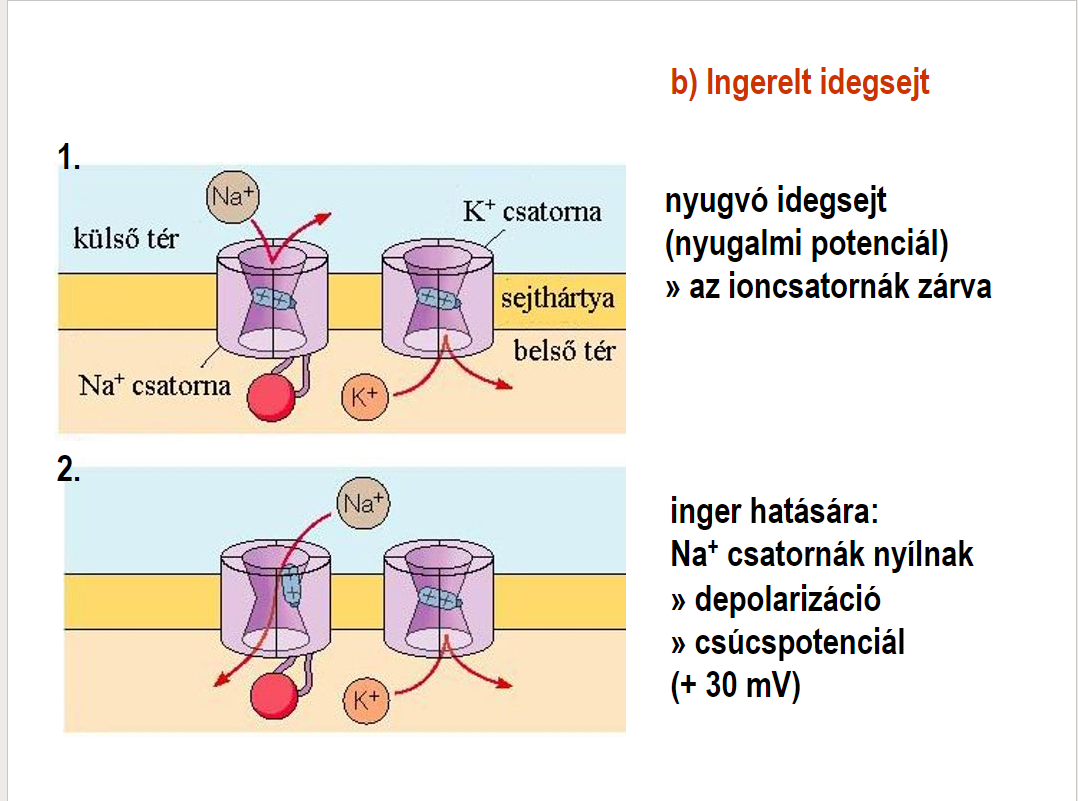 b) Ingerelt idegsejt
1.
Na+
K+ csatorna
külső tér
sejthártya
belső tér
Na+ csatorna
K+
nyugvó idegsejt
(nyugalmi potenciál)
» az ioncsatornák zárva
2.
Na+
K+
inger hatására:
Na+ csatornák nyílnak
» depolarizáció
» csúcspotenciál
(+ 30 mV)